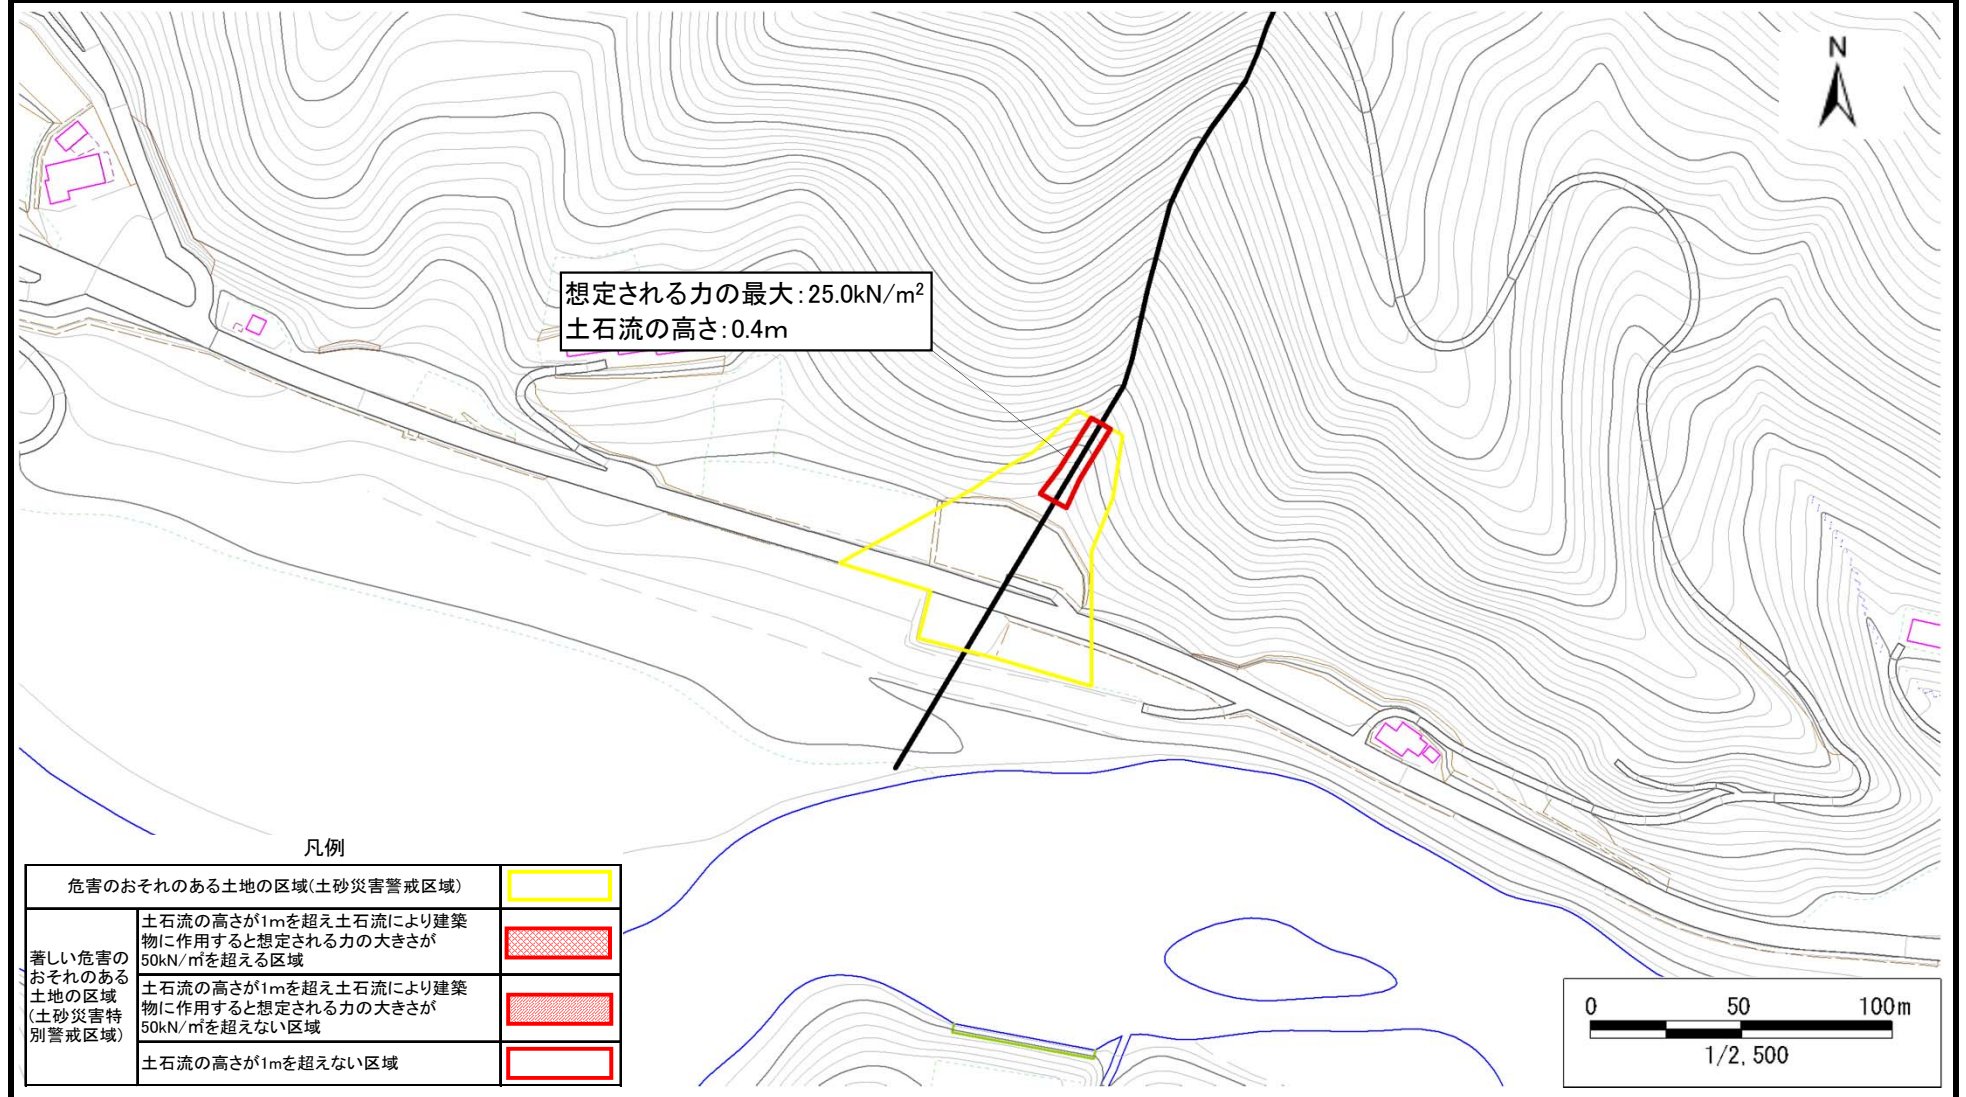 N
想定される力の最大:25.0kN/m²
土石流の高さ:0.4m
凡例
危害のおそれのある土地の区域(土砂災害警戒区域)
著しい危害の
おそれのある
土地の区域
(土砂災害特
別警戒区域)
土石流の高さが1mを超え土石流により建築
物に作用すると想定される力の大きさが
50kN/㎡を超える区域
土石流の高さが1mを超え土石流により建築
物に作用すると想定される力の大きさが
50kN/㎡を超えない区域
土石流の高さが1mを超えない区域
0 50 100m
1/2,500